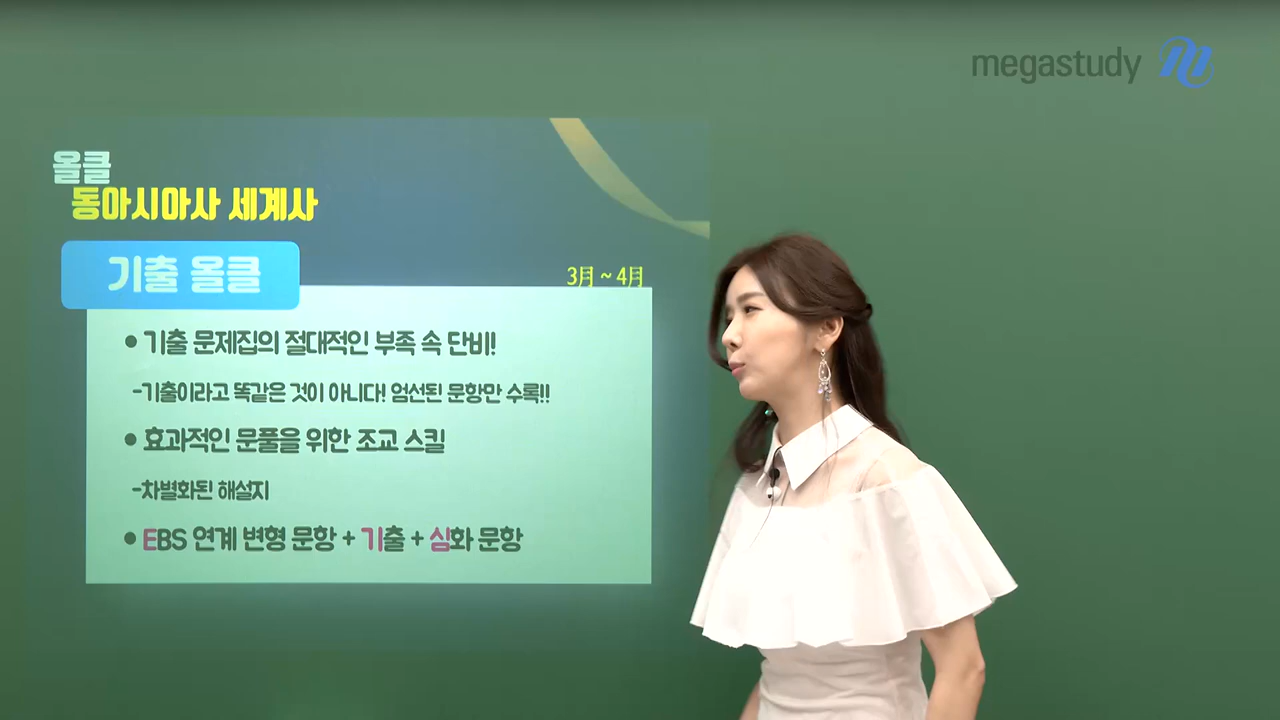 megastudy
올클
동아시아사 세계사
기출 올클
3月 ~ 4月
● 기출 문제집의 절대적인 부족 속 단비!
-기출이라고 똑같은 것이 아니다! 엄선된 문항만 수록!!
● 효과적인 문풀을 위한 조교 스킬
-차별화된 해설지
● EBS 연계 변형 문항 + 기출 + 심화 문항